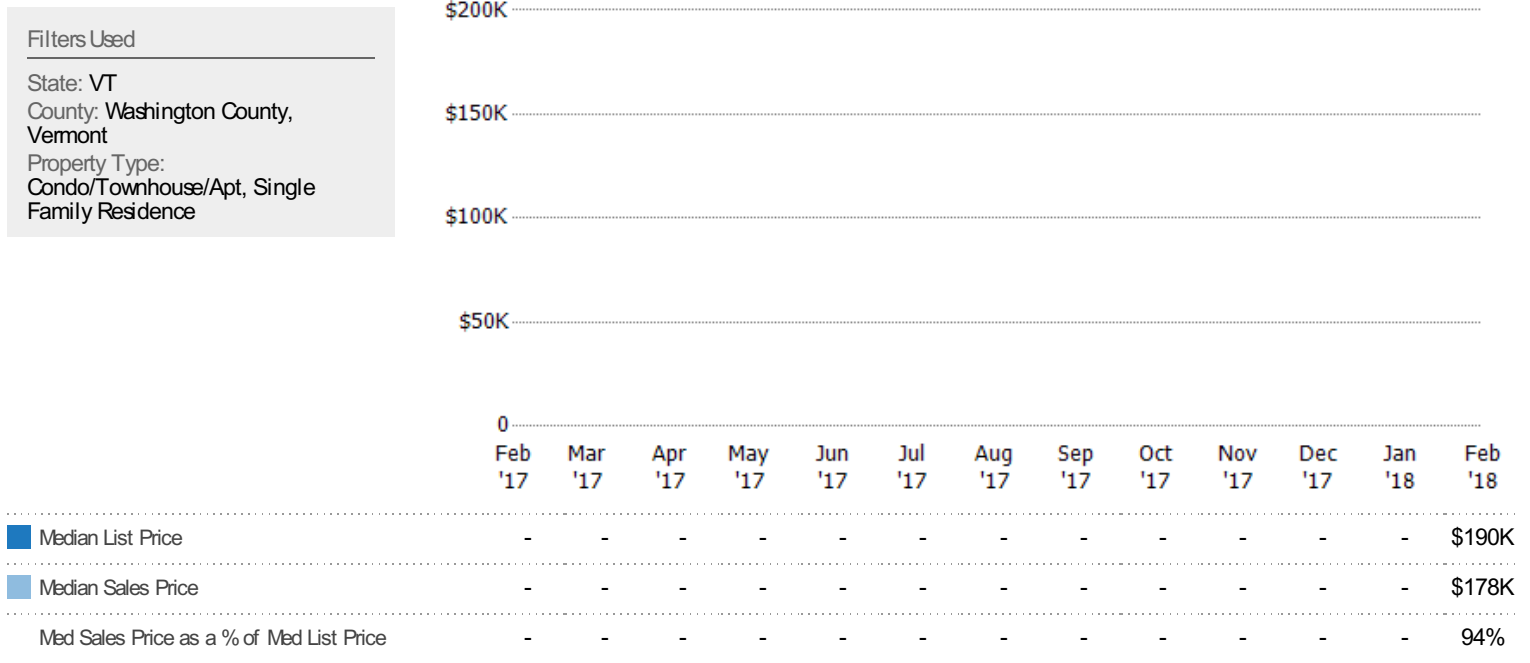 Filters Used
State: VT
County: Washington County,
Vermont
Property Type:
Condo/Townhouse/Apt, Single
Family Residence
$200K
$150K
$100K
$50K
0
Feb Mar Apr May Jun Jul Aug Sep Oct Nov Dec Jan Feb
'17 '17 '17 '17 '17 '17 '17 '17 '17 '17 '17 '18 '18
Median List Price - - - - - - - - - - - - $190K
Median Sales Price - - - - - - - - - - - - $178K
Med Sales Price as a % of Med List Price - - - - - - - - - - - - 94%